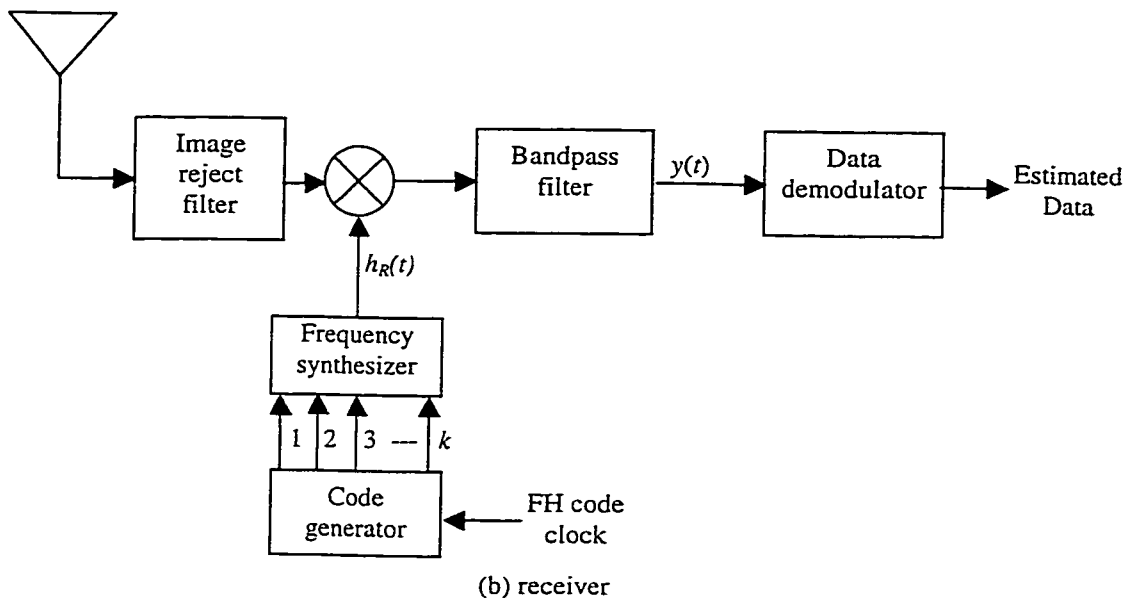 Image
reject
filter
Bandpass
filter
y(t)
Data
demodulator
Estimated
Data
h_R(t)
Frequency
synthesizer
1 2 3 --- k
Code
generator
FH code
clock
(b) receiver